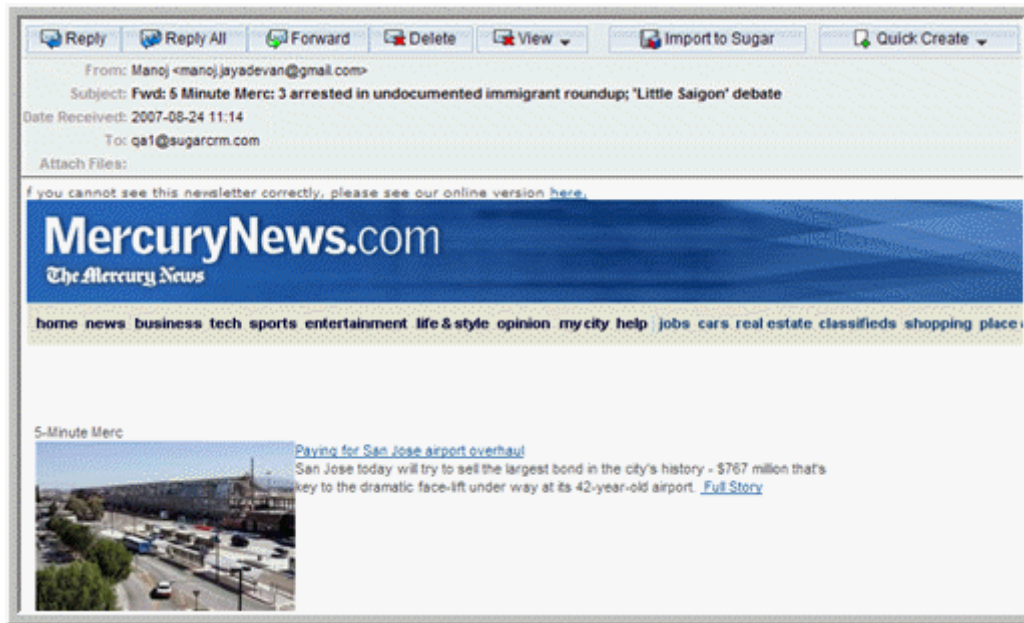 Reply Reply All Forward Delete View Import to Sugar Quick Create
From: Manoj <manoj.jayadevan@gmail.com>
Subject: Fwd: 5 Minute Merc: 3 arrested in undocumented immigrant roundup; 'Little Saigon' debate
Date Received: 2007-08-24 11:14
To: qa1@sugarcrm.com
Attach Files:
f you cannot see this newsletter correctly, please see our online version here.
MercuryNews.com
The Mercury News
home news business tech sports entertainment life & style opinion mycity help jobs cars real estate classifieds shopping place
5-Minute Merc
Paying for San Jose airport overhaul
San Jose today will try to sell the largest bond in the city's history - $767 million that's
key to the dramatic face-lift under way at its 42-year-old airport. Full Story